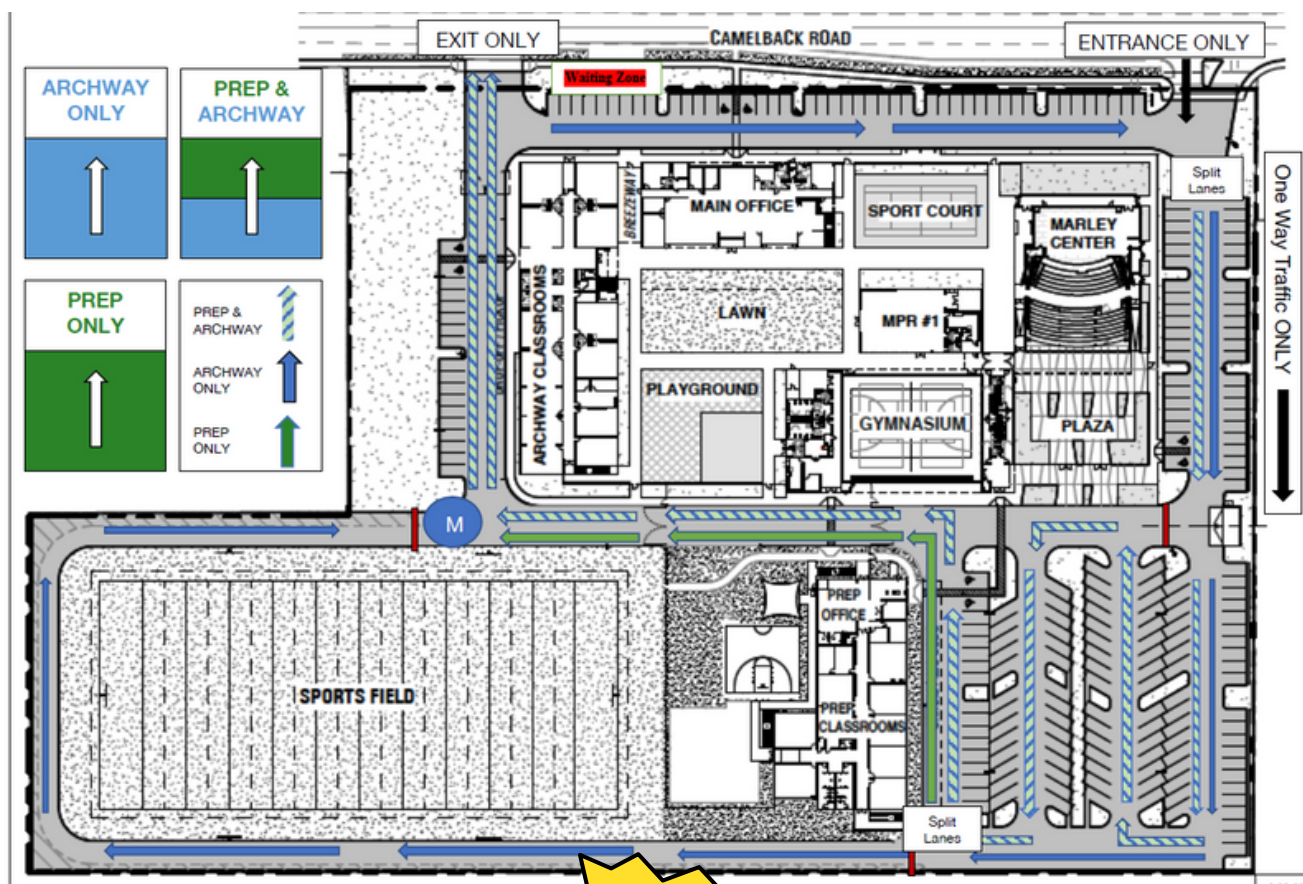 EXIT ONLY
CAMELBACK ROAD
ENTRANCE ONLY
Waiting Zone
ARCHWAY
ONLY
PREP &
ARCHWAY
PREP
ONLY
PREP &
ARCHWAY
ARCHWAY
ONLY
PREP
ONLY
Split
Lanes
One Way Traffic ONLY
BREEZEWAY
MAIN OFFICE
SPORT COURT
MARLEY
CENTER
ARCHWAY CLASSROOMS
LAWN
MPR #1
PLAYGROUND
GYMNASIUM
PLAZA
M
PREP
OFFICE
SPORTS FIELD
PREP
CLASSROOMS
Split
Lanes